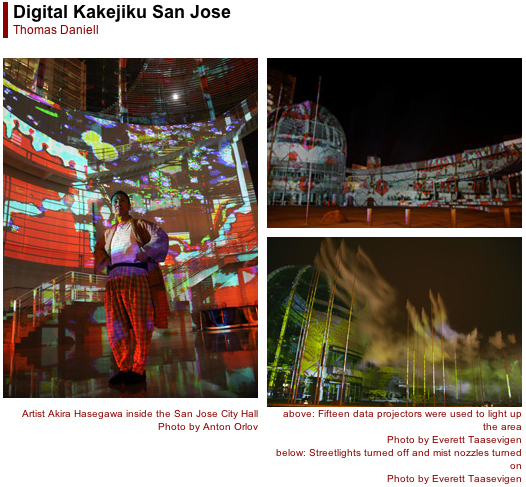 Digital Kakejiku San Jose
Thomas Daniell
Artist Akira Hasegawa inside the San Jose City Hall
Photo by Anton Orlov
above: Fifteen data projectors were used to light up
the area
Photo by Everett Taasevigen
below: Streetlights turned off and mist nozzles turned
on
Photo by Everett Taasevigen